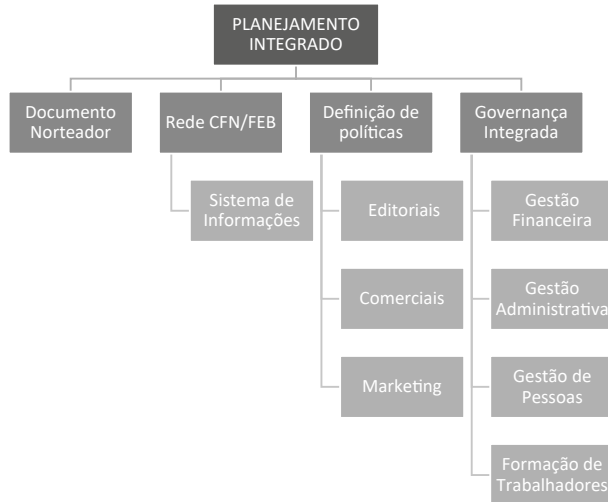 PLANEJAMENTO
INTEGRADO
Documento
Norteador
Rede CFN/FEB
Definição de
políticas
Governança
Integrada
Sistema de
Informações
Editoriais
Gestão
Financeira
Comerciais
Gestão
Administrativa
Marketing
Gestão de
Pessoas
Formação de
Trabalhadores